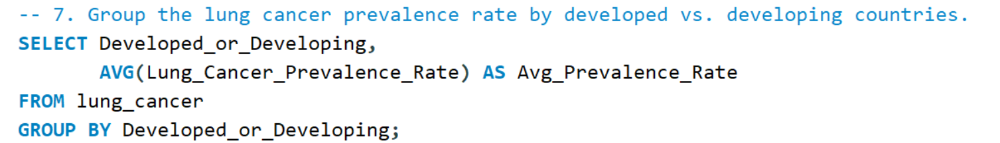 -- 7. Group the lung cancer prevalence rate by developed vs. developing countries.
SELECT Developed_or_Developing,
       AVG(Lung_Cancer_Prevalence_Rate) AS Avg_Prevalence_Rate
FROM lung_cancer
GROUP BY Developed_or_Developing;